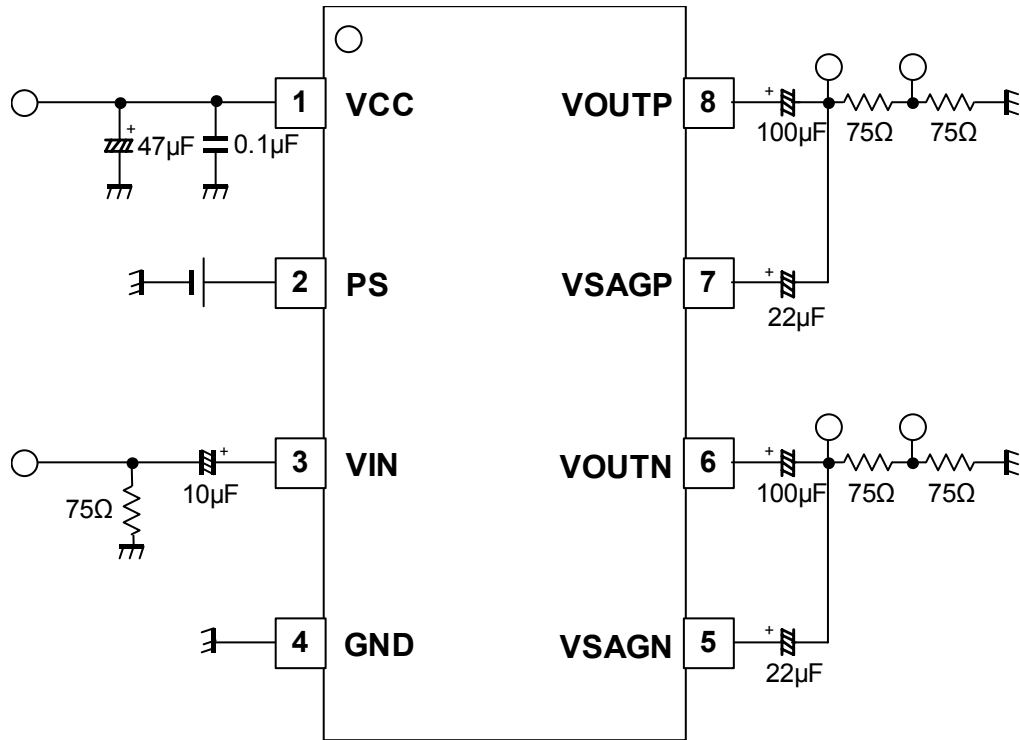 1 VCC VOUTP 8
+ 47µF 0.1µF
+ 100µF 75Ω 75Ω
2 PS VSAGP 7
+ 22µF
3 VIN VOUTN 6
75Ω + 10µF
+ 100µF 75Ω 75Ω
4 GND VSAGN 5
+ 22µF